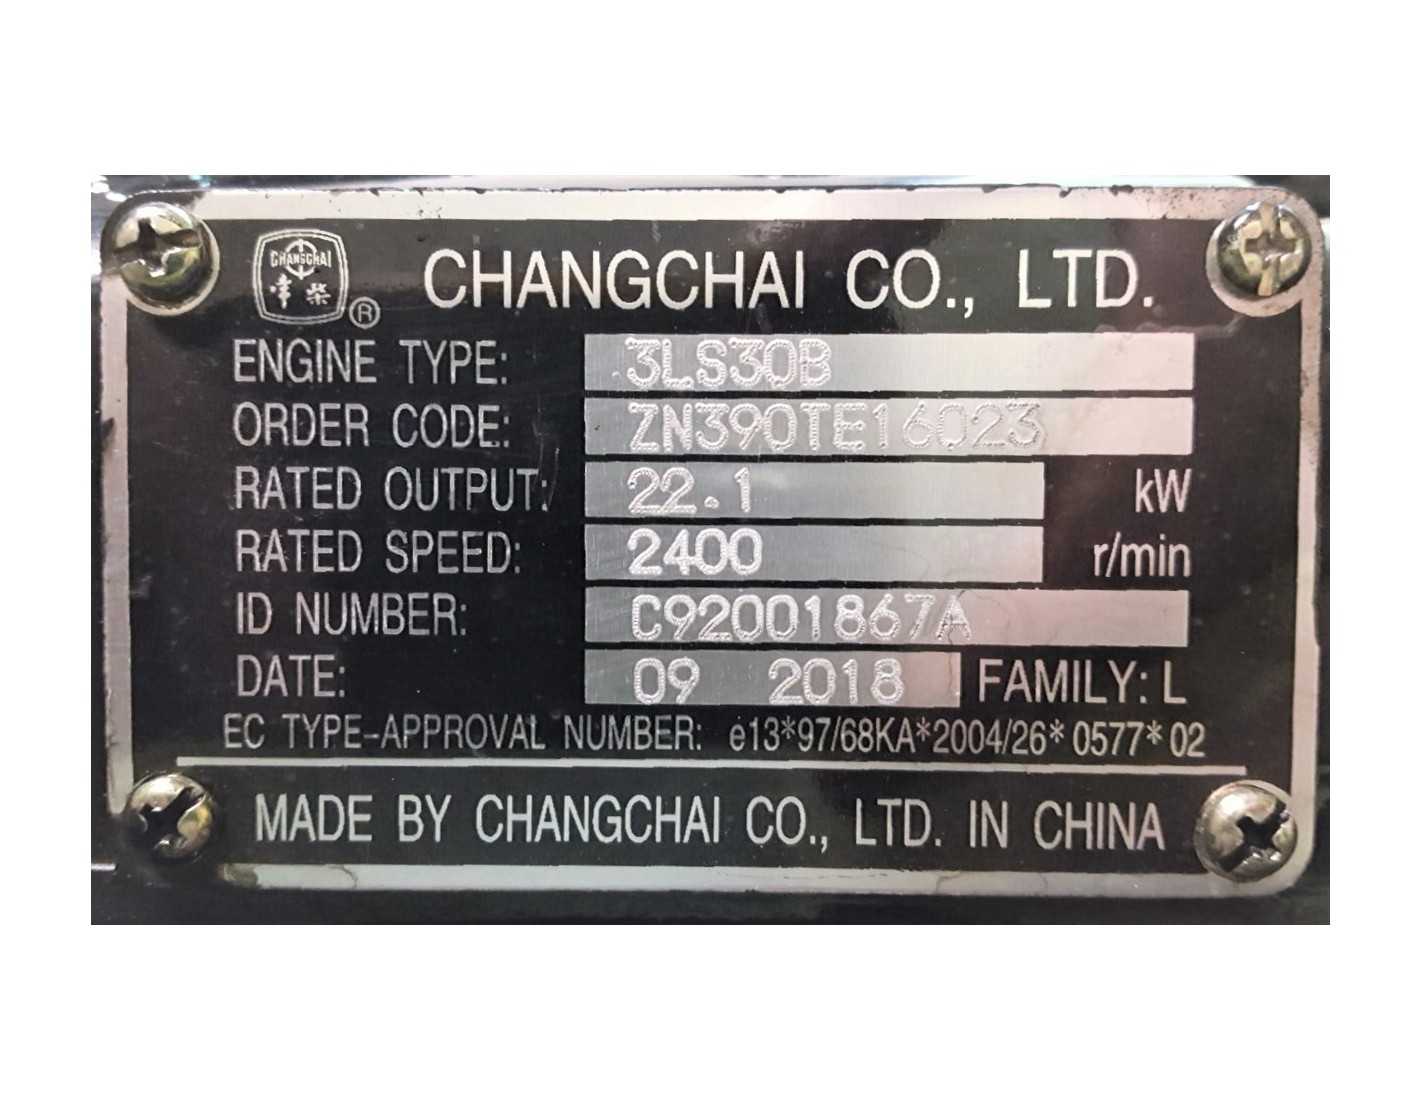 CHANGCHAI
常柴
®
CHANGCHAI CO., LTD.
ENGINE TYPE: 3LS30B
ORDER CODE: ZN390TE16023
RATED OUTPUT: 22.1 kW
RATED SPEED: 2400 r/min
ID NUMBER: C92001867A
DATE: 09 2018 FAMILY: L
EC TYPE-APPROVAL NUMBER: e13*97/68KA*2004/26*0577*02
MADE BY CHANGCHAI CO., LTD. IN CHINA